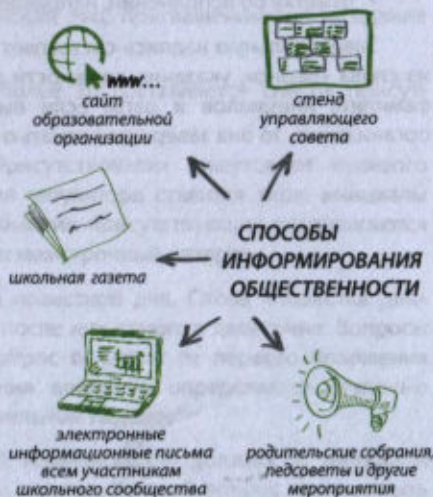 www...
сайт
образовательной
организации
стенд
управляющего
совета
школьная газета
СПОСОБЫ
ИНФОРМИРОВАНИЯ
ОБЩЕСТВЕННОСТИ
электронные
информационные письма
всем участникам
школьного сообщества
родительские собрания,
педсоветы и другие
мероприятия